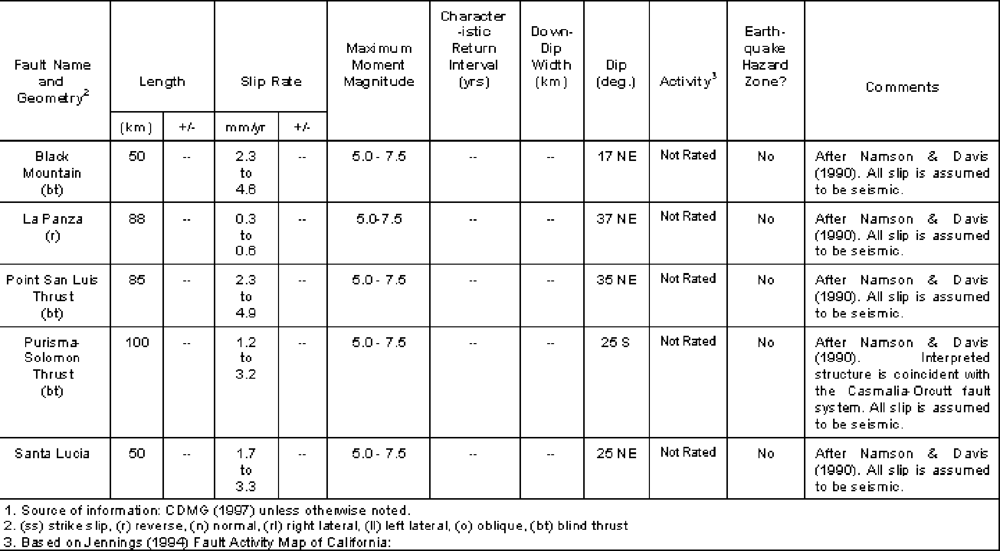 Fault Name and Geometry2
Length
Slip Rate
Maximum Moment Magnitude
Character-istic Return Interval (yrs)
Down-Dip Width (km)
Dip (deg.)
Activity3
Earth-quake Hazard Zone?
Comments
(km) +/- mm/yr +/-
Black 50 -- 2.3 -- 5.0 - 7.5 -- -- 17 NE Not Rated No After Namson & Davis
Mountain to (1990). All slip is assumed
(bt) 4.6 to be seismic.
La Panza 88 -- 0.3 -- 5.0-7.5 -- -- 37 NE Not Rated No After Namson & Davis
(r) to (1990). All slip is assumed
0.6 to be seismic.
Point San Luis 85 -- 2.3 -- 5.0 - 7.5 -- -- 35 NE Not Rated No After Namson & Davis
Thrust to (1990). All slip is assumed
(bt) 4.9 to be seismic.
Purisma- 100 -- 1.2 -- 5.0 - 7.5 -- -- 25 S Not Rated No After Namson & Davis
Solomon to (1990). Interpreted
Thrust 3.2 structure is coincident with
(bt) the Casmalia-Orcutt fault
system. All slip is assumed
to be seismic.
Santa Lucia 50 -- 1.7 -- 5.0 - 7.5 -- -- 25 NE Not Rated No After Namson & Davis
to (1990). All slip is assumed
3.3 to be seismic.
1. Source of information: CDMG (1997) unless otherwise noted.
2. (ss) strike slip, (r) reverse, (n) normal, (rl) right lateral, (ll) left lateral, (o) oblique, (bt) blind thrust
3. Based on Jennings (1994) Fault Activity Map of California: